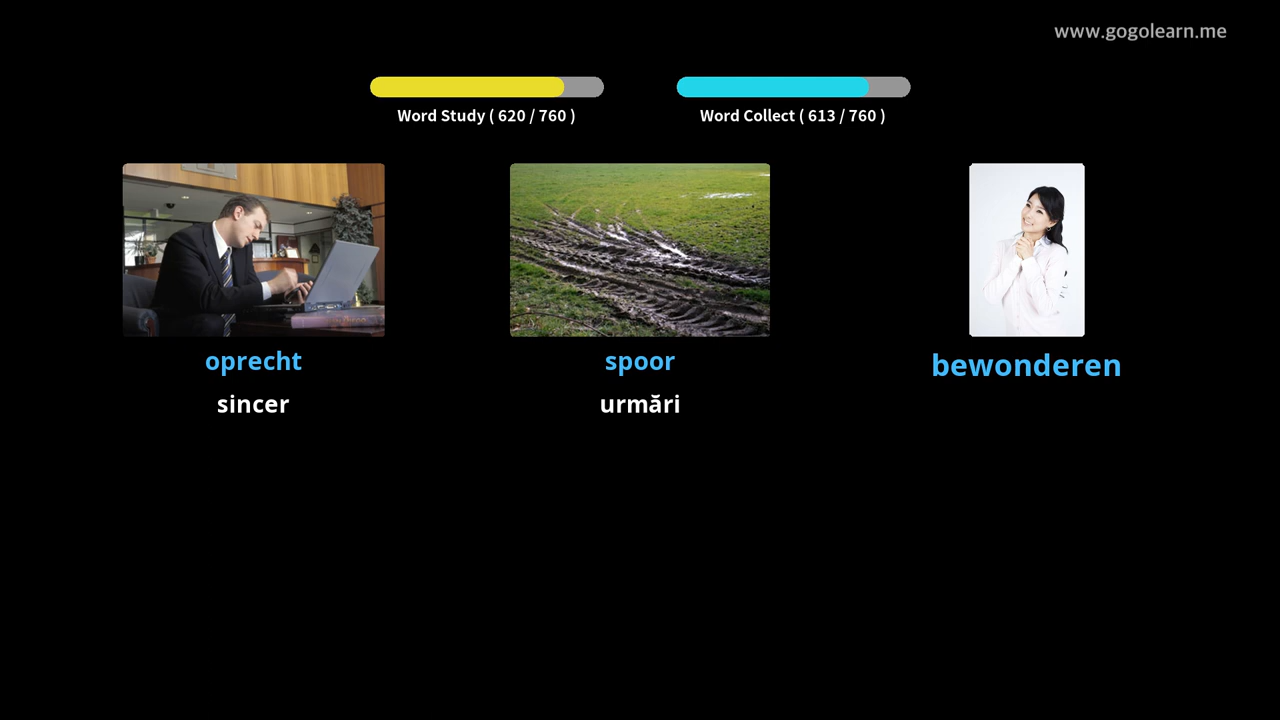 www.gogolearn.me
Word Study ( 620 / 760 )
Word Collect ( 613 / 760 )
oprecht
spoor
bewonderen
sincer
urmări